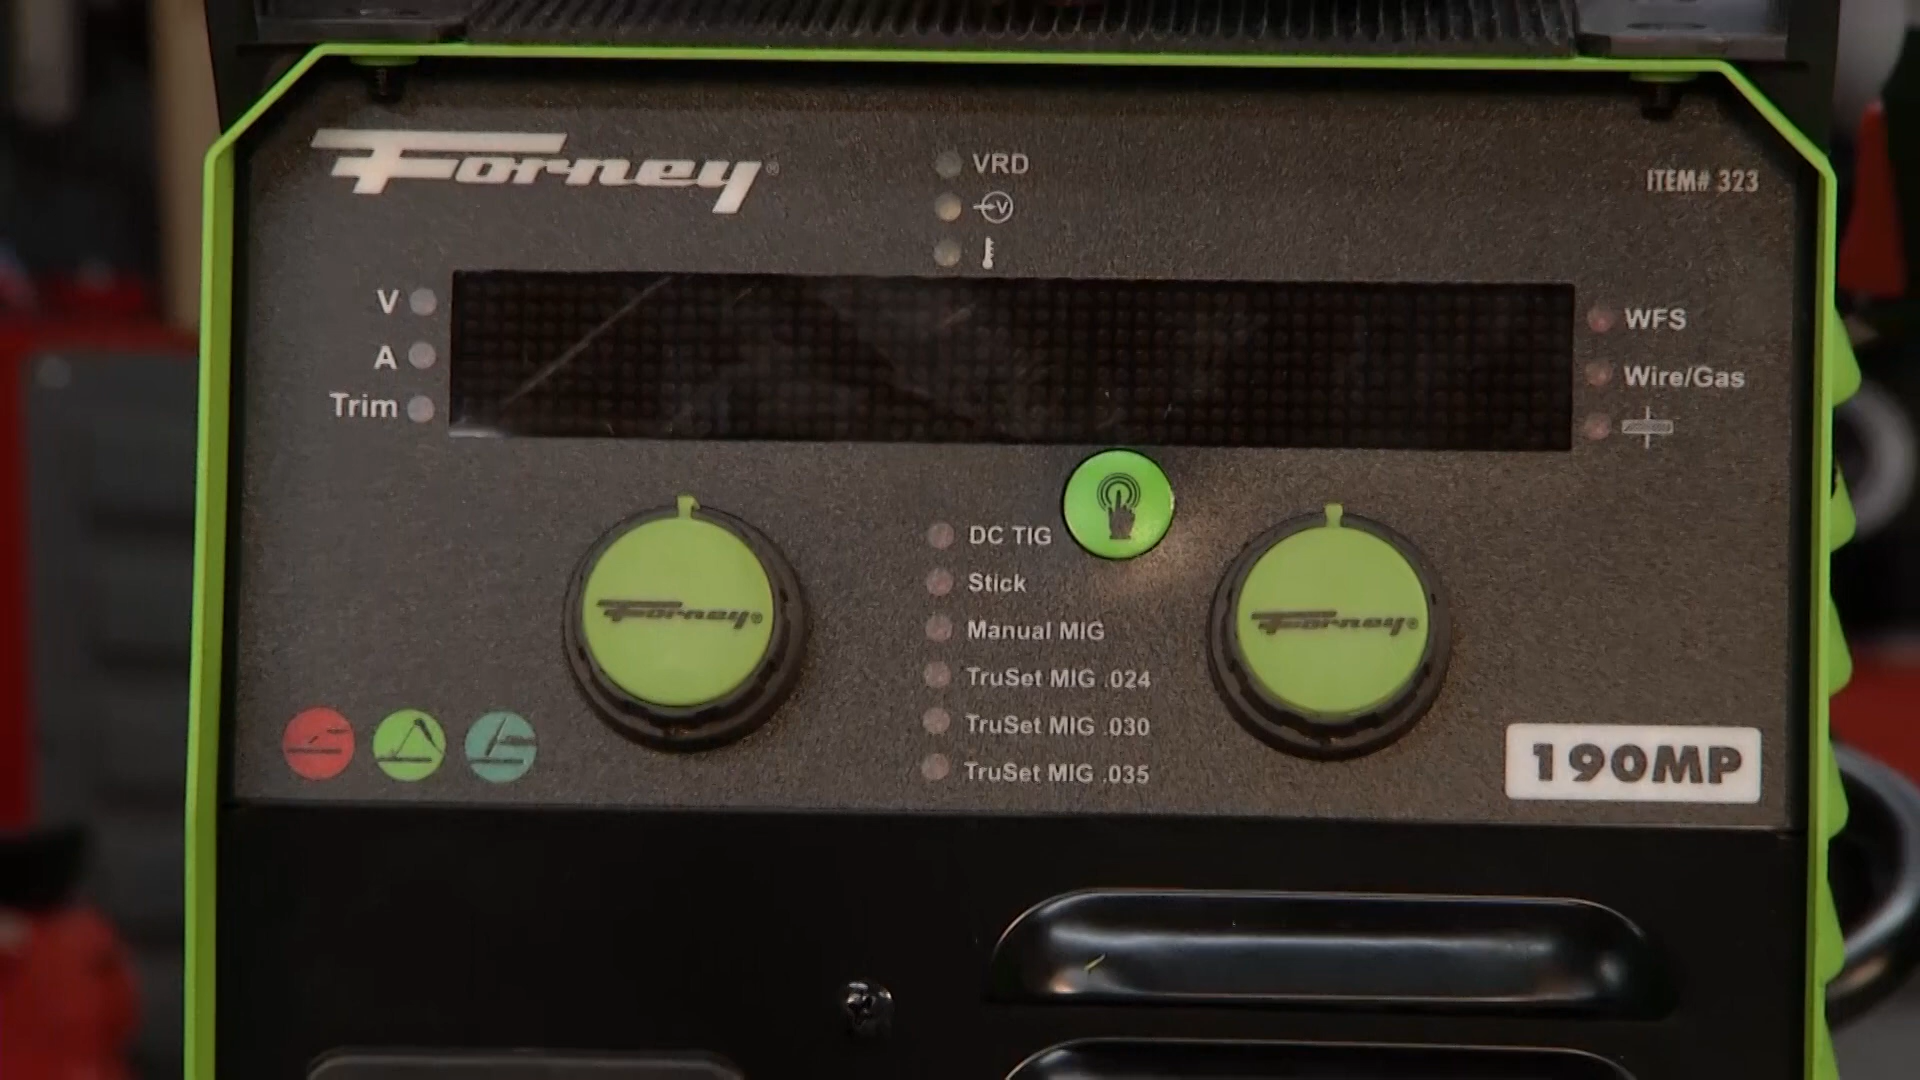 Forney®
VRD
V
ITEM# 323
V
A
Trim
WFS
Wire/Gas
DC TIG
Stick
Manual MIG
TruSet MIG .024
TruSet MIG .030
TruSet MIG .035
Forney®
Forney®
190MP